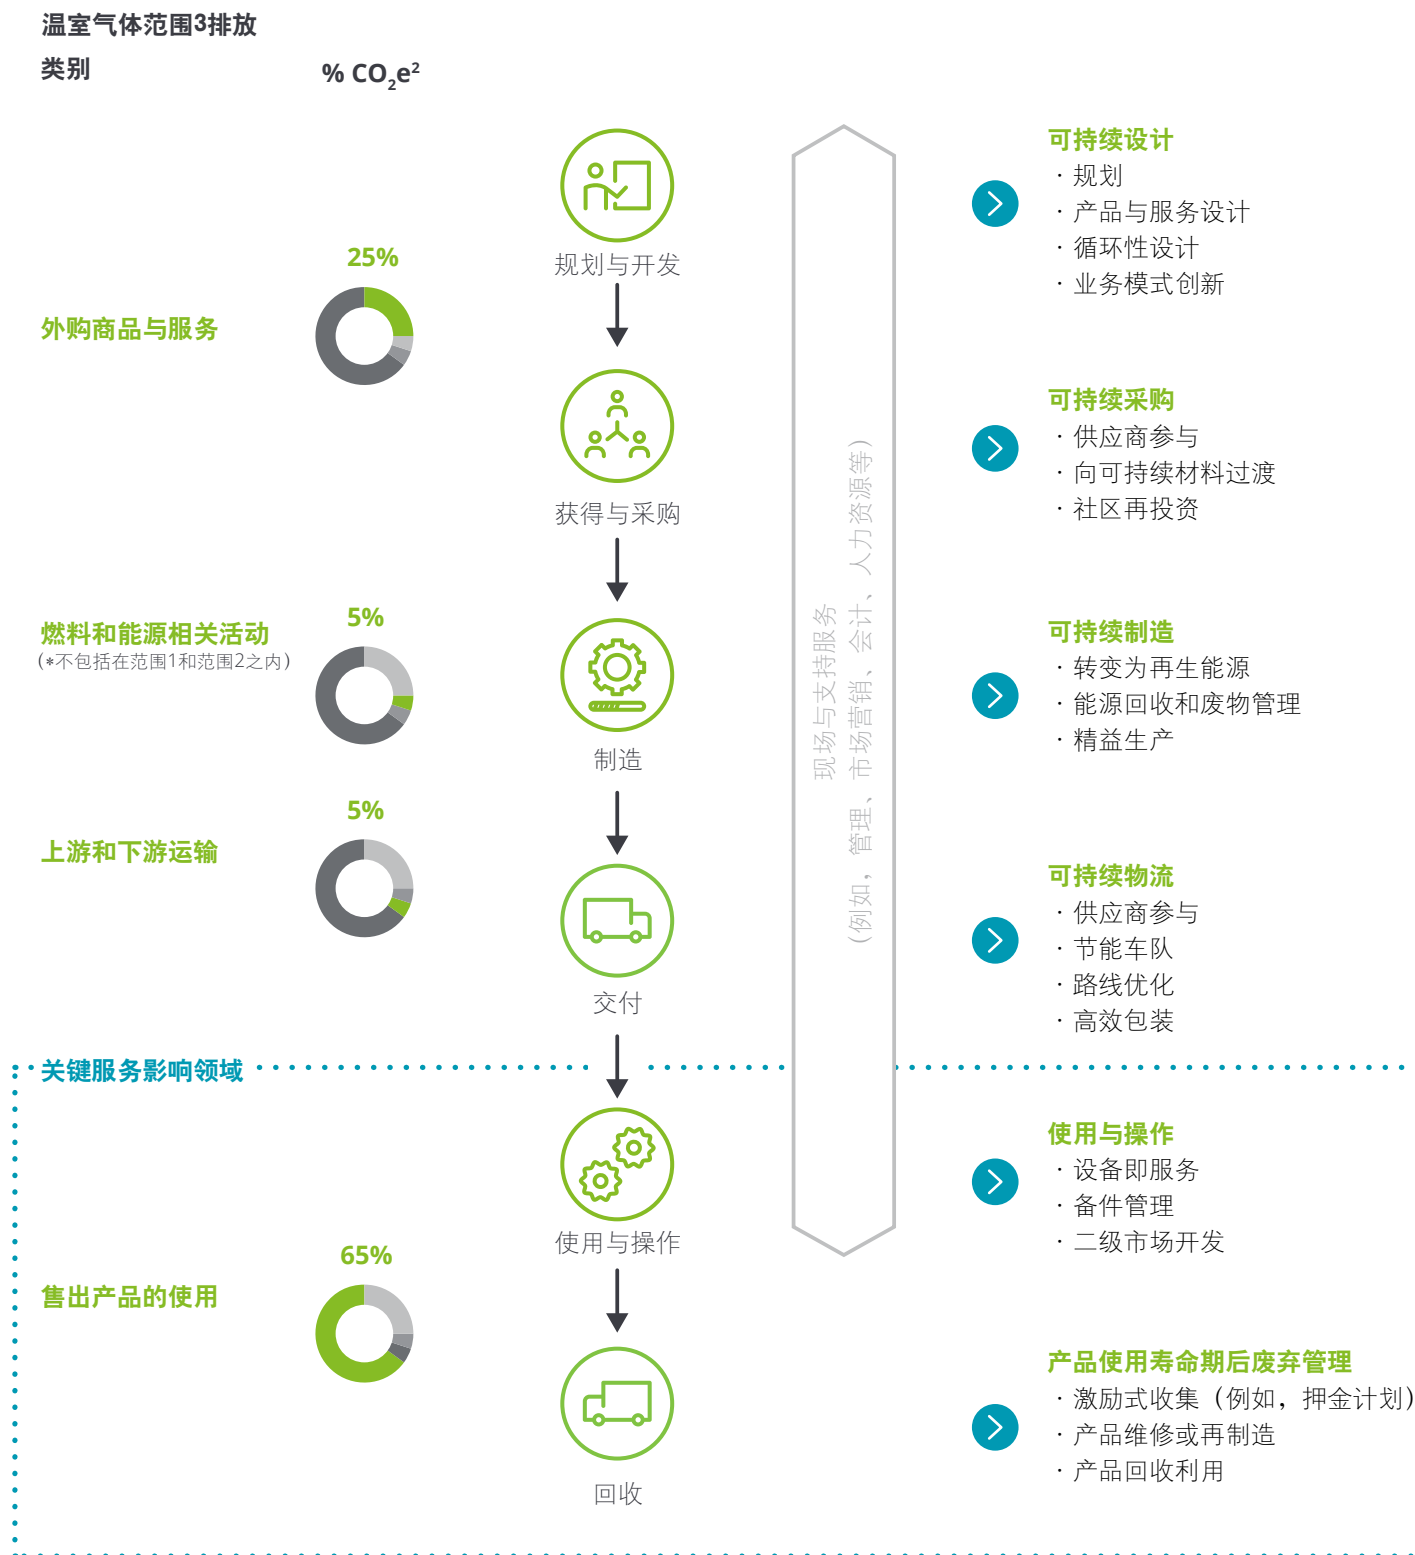 温室气体范围3排放
类别
% CO₂e²
25%
外购商品与服务
5%
燃料和能源相关活动
(*不包括在范围1和范围2之内)
5%
上游和下游运输
关键服务影响领域
65%
售出产品的使用
规划与开发
获得与采购
制造
交付
使用与操作
回收
现场与支持服务
(例如，管理、市场营销、会计、人力资源等)
可持续设计
· 规划
· 产品与服务设计
· 循环性设计
· 业务模式创新
可持续采购
· 供应商参与
· 向可持续材料过渡
· 社区再投资
可持续制造
· 转变为再生能源
· 能源回收和废物管理
· 精益生产
可持续物流
· 供应商参与
· 节能车队
· 路线优化
· 高效包装
使用与操作
· 设备即服务
· 备件管理
· 二级市场开发
产品使用寿命期后废弃管理
· 激励式收集（例如，押金计划）
· 产品维修或再制造
· 产品回收利用